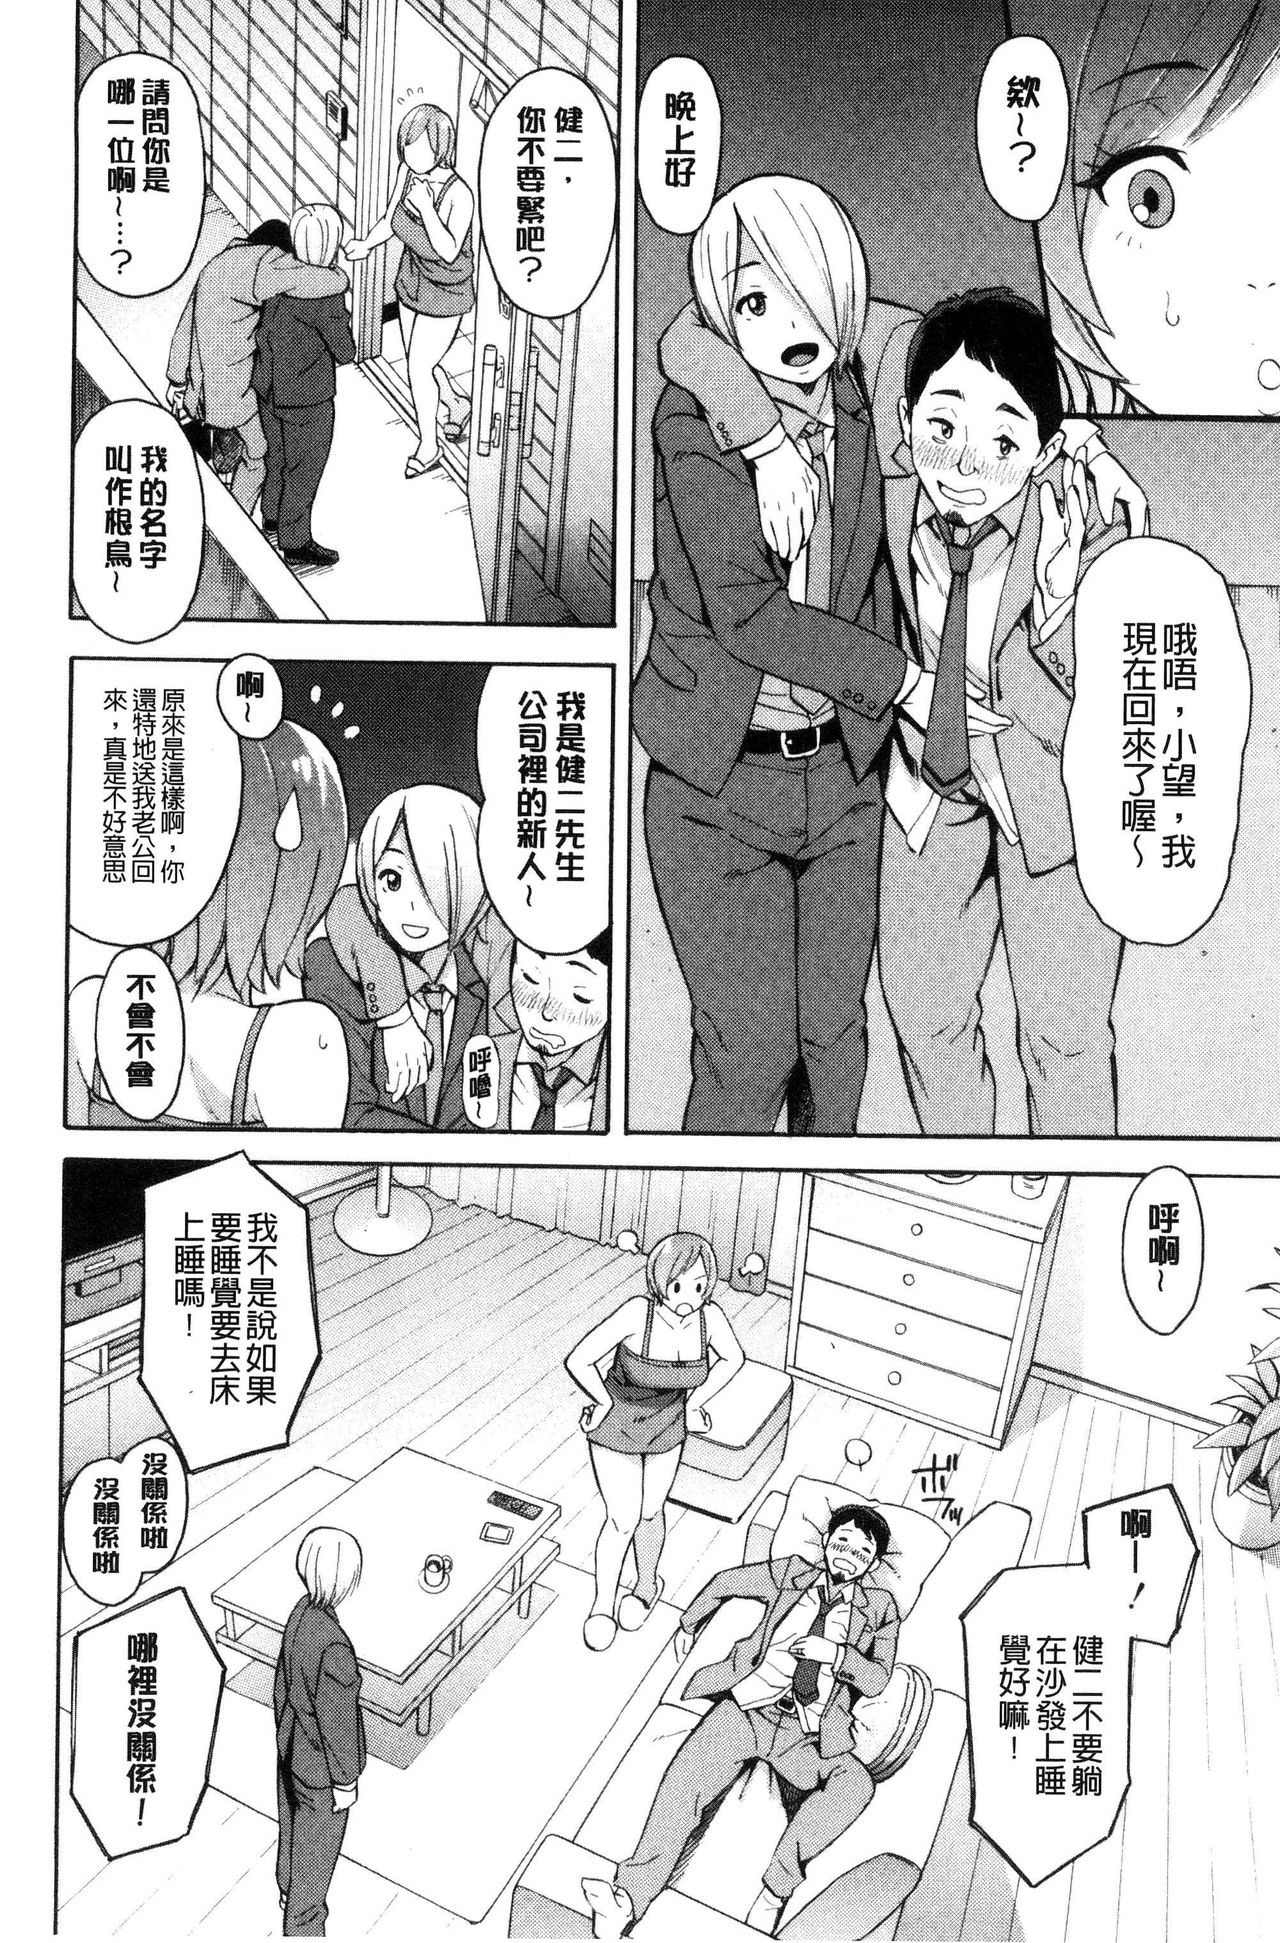 欸～？
晚上好
哦唔，小望，我
現在回來了喔～
健二，
你不要緊吧？
請問你是
哪一位啊～…？
我的名字
叫作根鳥～
我是健二先生
公司裡的新人～
啊～
原來是這樣啊，你
還特地送我老公回
來，真是不好意思
不會不會
呼嚕～
呼啊～
啊—！
健二不要躺
在沙發上睡
覺好嘛！
ボフッ
我不是說如果
要睡覺要去床
上睡嗎！
沒關係啦
沒關係啦
哪裡沒關係！